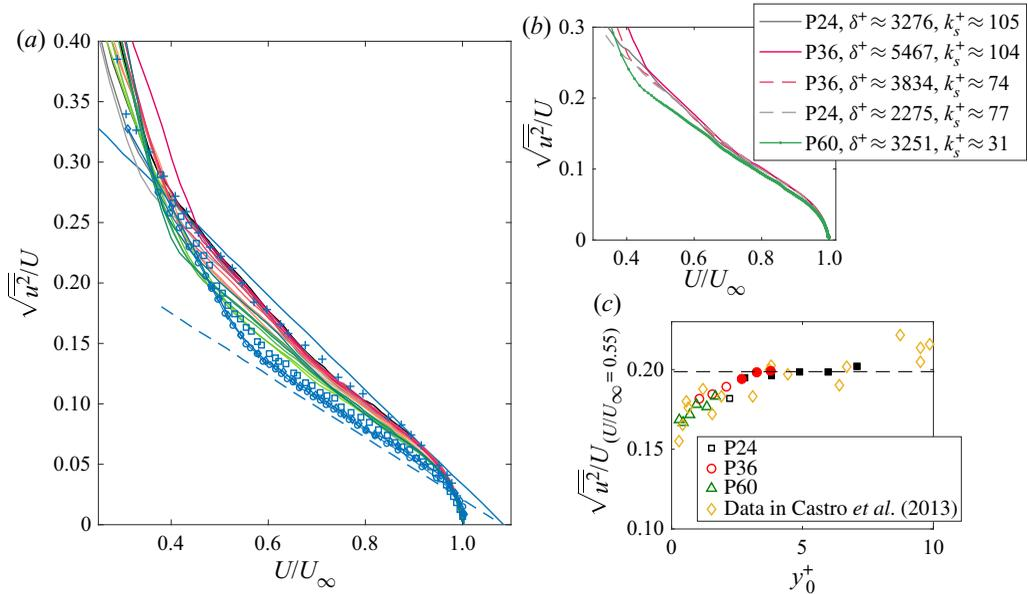 (a)
0.40
0.35
0.30
0.25
0.20
0.15
0.10
0.05
0
√u²/U
0.4 0.6 0.8 1.0
U/U∞
(b)
0.3
0.2
0.1
0
√u²/U
0.4 0.6 0.8 1.0
U/U∞
P24, δ⁺ ≈ 3276, kₛ⁺ ≈ 105
P36, δ⁺ ≈ 5467, kₛ⁺ ≈ 104
P36, δ⁺ ≈ 3834, kₛ⁺ ≈ 74
P24, δ⁺ ≈ 2275, kₛ⁺ ≈ 77
P60, δ⁺ ≈ 3251, kₛ⁺ ≈ 31
(c)
0.20
0.15
0.10
√u²/U(U/U∞ = 0.55)
P24
P36
P60
Data in Castro et al. (2013)
0 5 10
y₀⁺